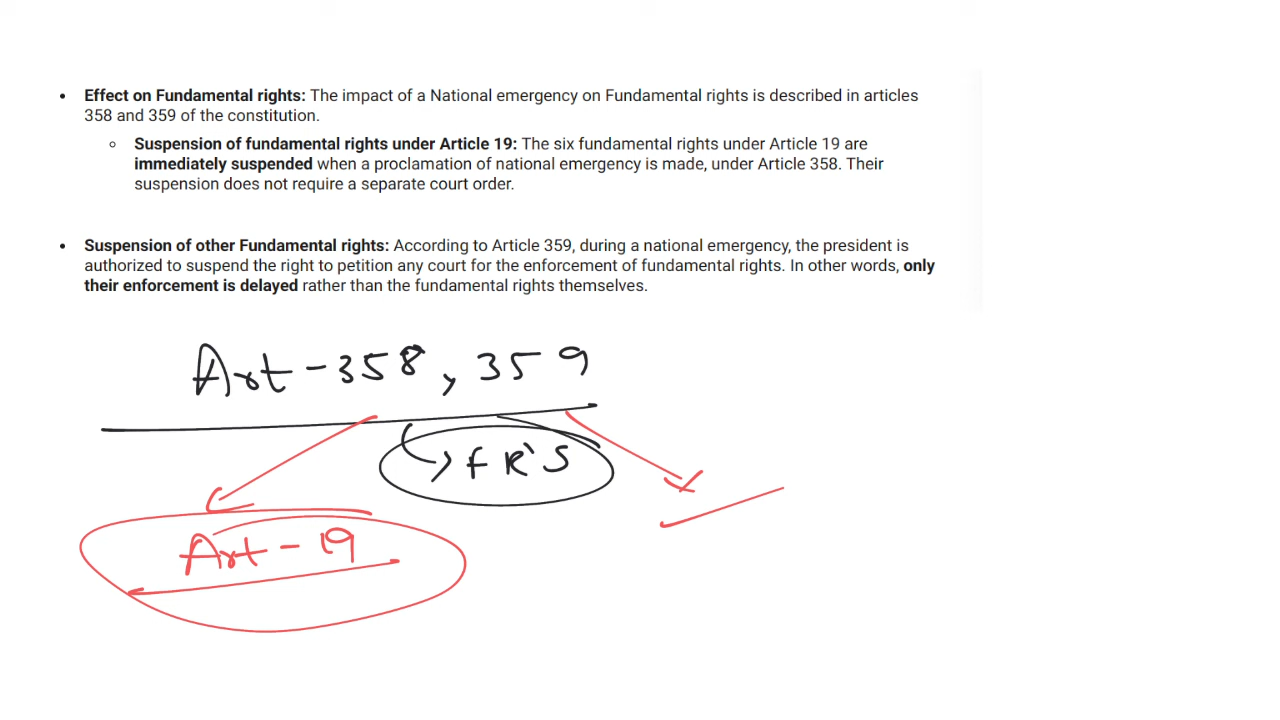 • Effect on Fundamental rights: The impact of a National emergency on Fundamental rights is described in articles
358 and 359 of the constitution.
○ Suspension of fundamental rights under Article 19: The six fundamental rights under Article 19 are
immediately suspended when a proclamation of national emergency is made, under Article 358. Their
suspension does not require a separate court order.
• Suspension of other Fundamental rights: According to Article 359, during a national emergency, the president is
authorized to suspend the right to petition any court for the enforcement of fundamental rights. In other words, only
their enforcement is delayed rather than the fundamental rights themselves.
Art - 358, 359
FR'S
Art - 19